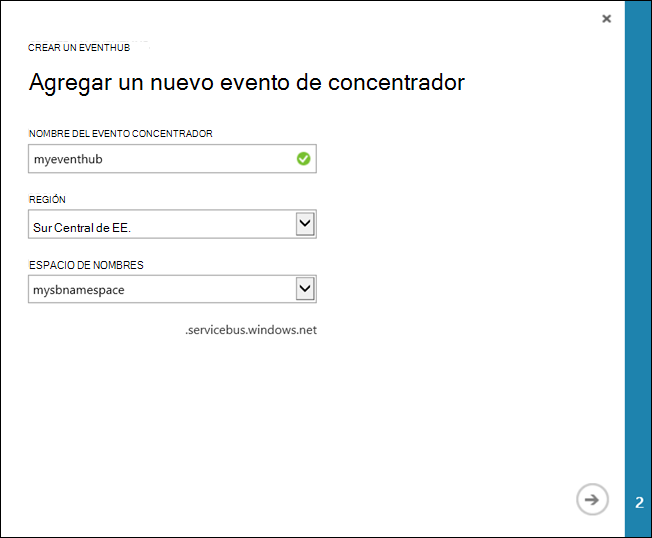 CREAR UN EVENTHUB
Agregar un nuevo evento de concentrador
NOMBRE DEL EVENTO CONCENTRADOR
myeventhub
REGIÓN
Sur Central de EE.
ESPACIO DE NOMBRES
mysbnamespace
.servicebus.windows.net
2